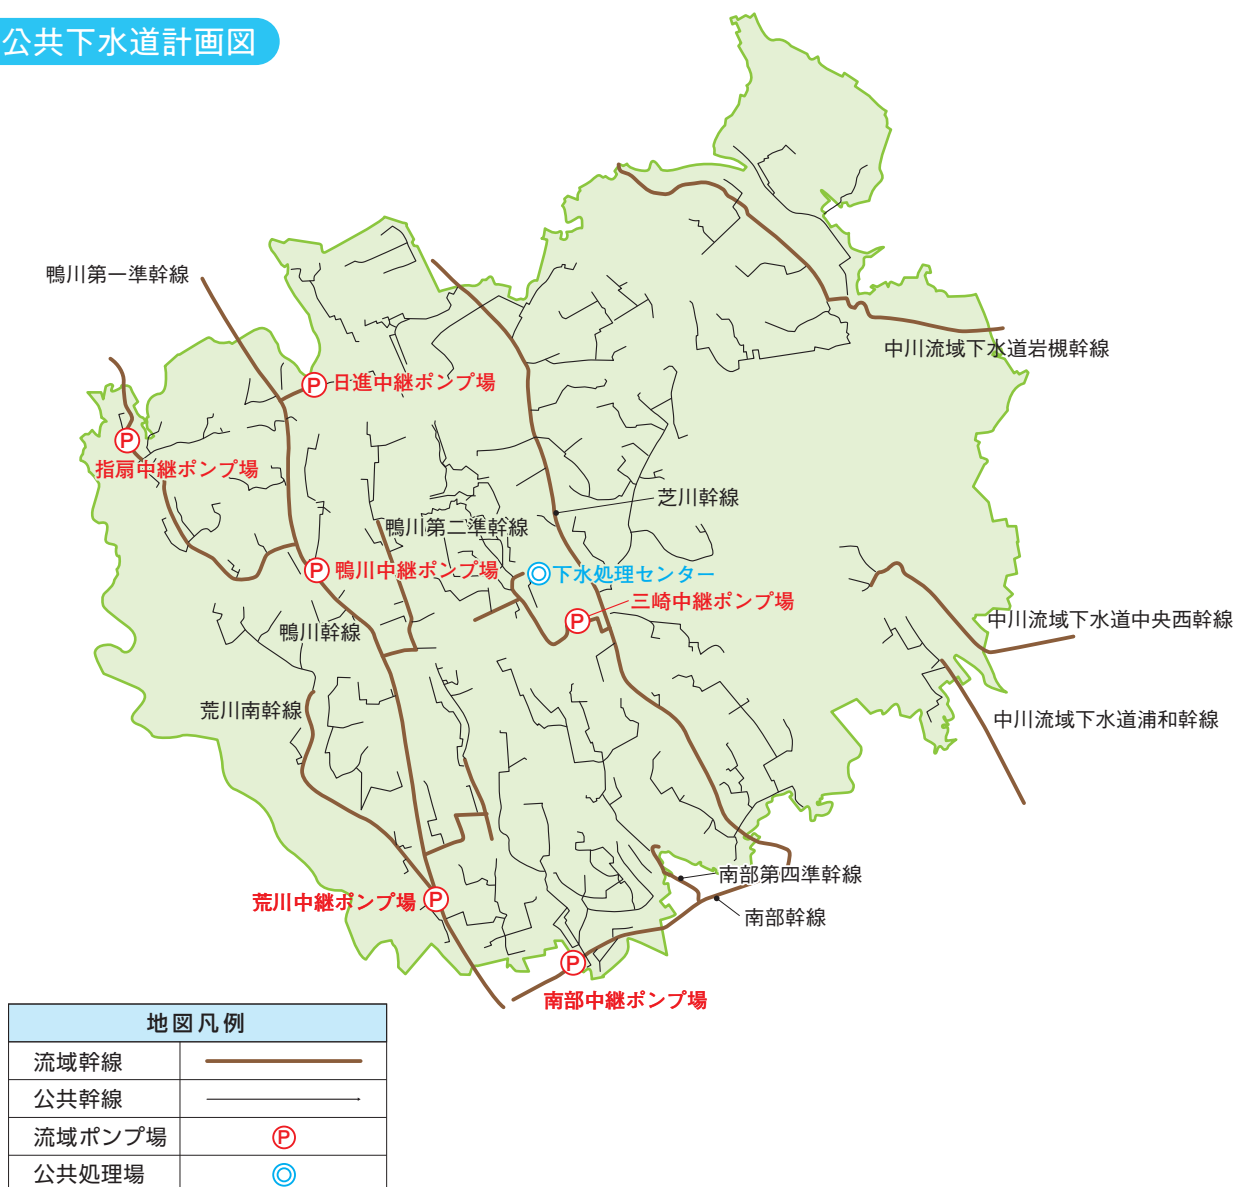 公共下水道計画図
鴨川第一準幹線
中川流域下水道岩槻幹線
P 日進中継ポンプ場
P
指扇中継ポンプ場
芝川幹線
鴨川第二準幹線
P 鴨川中継ポンプ場
下水処理センター
三崎中継ポンプ場
P
中川流域下水道中央西幹線
鴨川幹線
荒川南幹線
中川流域下水道浦和幹線
南部第四準幹線
荒川中継ポンプ場 P
南部幹線
P
南部中継ポンプ場
地図凡例
流域幹線
公共幹線
流域ポンプ場 P
公共処理場